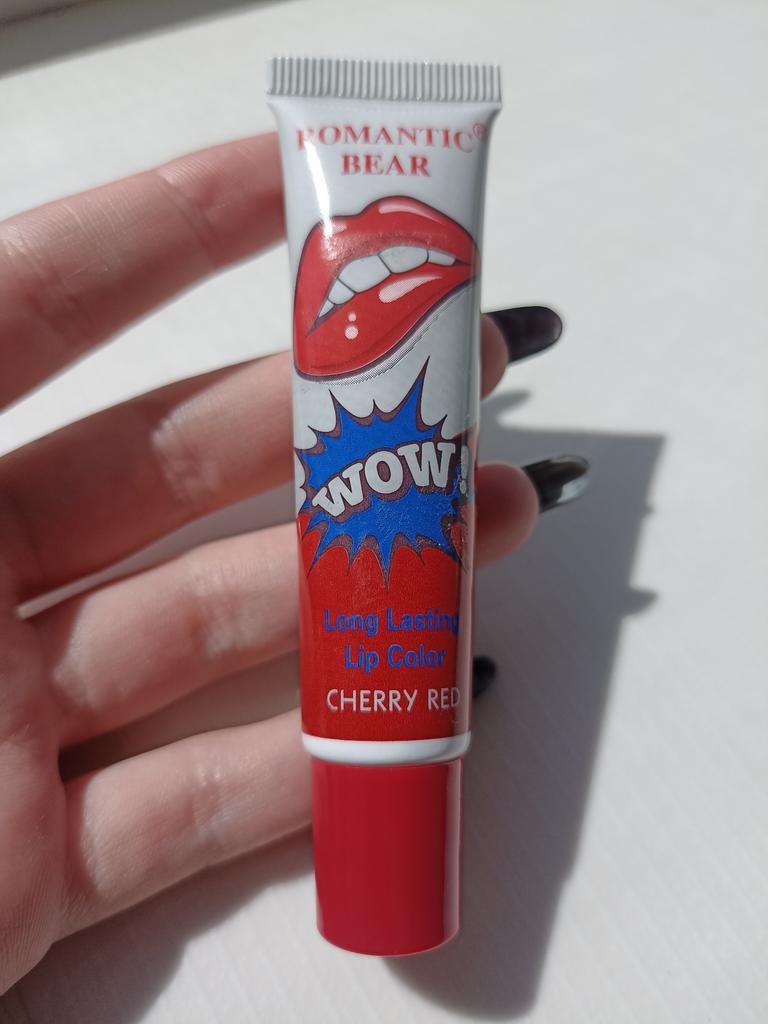 ROMANTIC®
BEAR
WOW!
Long Lasting
Lip Color
CHERRY RED